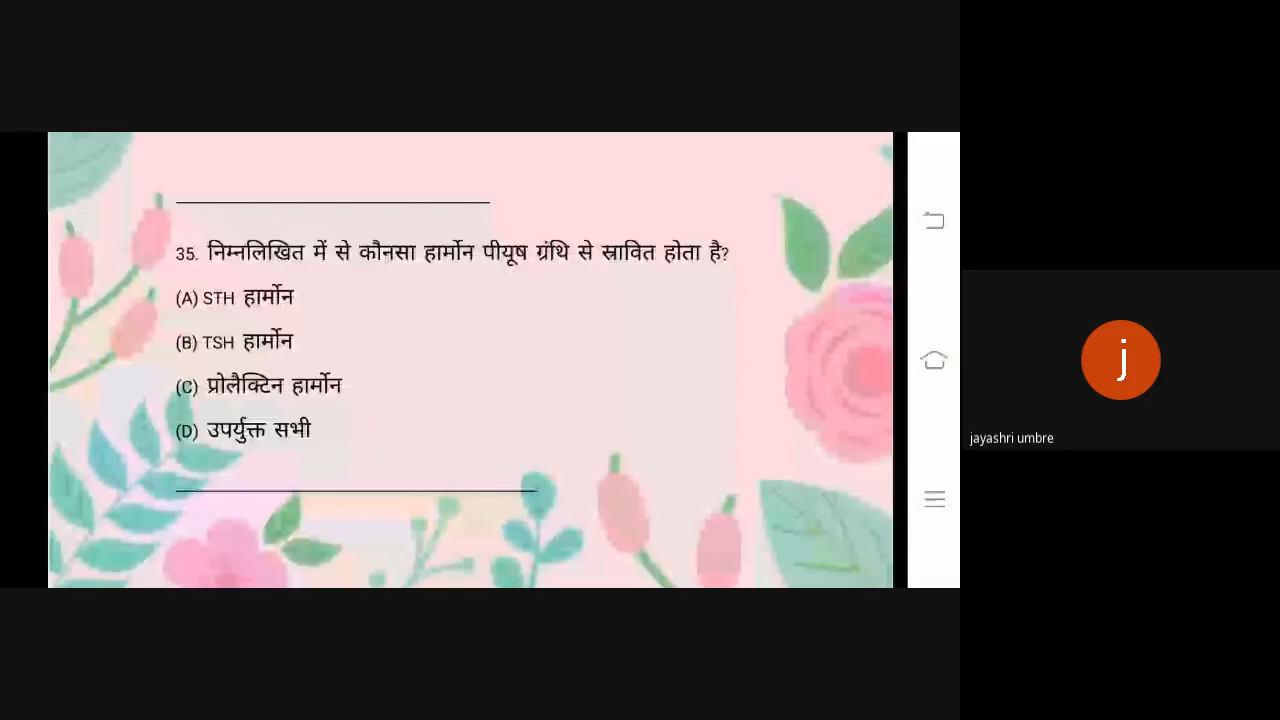 35. निम्नलिखित में से कौनसा हार्मोन पीयूष ग्रंथि से स्रावित होता है?
(A) STH हार्मोन
(B) TSH हार्मोन
(C) प्रोलैक्टिन हार्मोन
(D) उपर्युक्त सभी
j
jayashri umbre